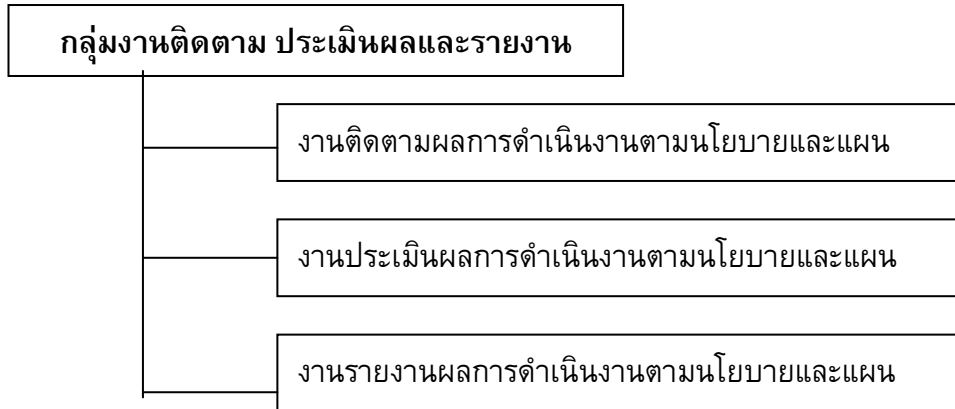 กลุ่มงานติดตาม ประเมินผลและรายงาน
งานติดตามผลการดำเนินงานตามนโยบายและแผน
งานประเมินผลการดำเนินงานตามนโยบายและแผน
งานรายงานผลการดำเนินงานตามนโยบายและแผน